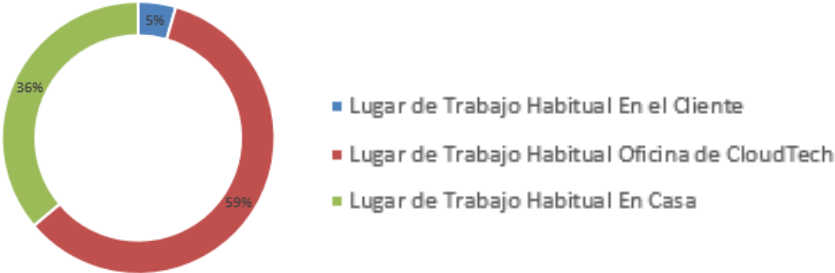 5%
36%
59%
Lugar de Trabajo Habitual En el Cliente
Lugar de Trabajo Habitual Oficina de CloudTech
Lugar de Trabajo Habitual En Casa